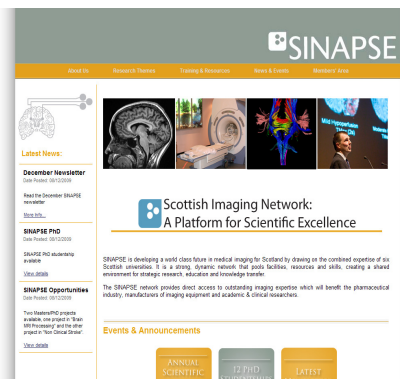 SINAPSE
About Us
Research Themes
Training & Resources
News & Events
Members' Area
Latest News:
December Newsletter
Date Posted: 08/12/2009
Read the December SINAPSE
newsletter
More info...
SINAPSE PhD
Date Posted: 08/12/2009
SINAPSE PhD studentship
available
View details
SINAPSE Opportunities
Date Posted: 08/12/2009
Two Masters/PhD projects
available, one project in "Brain
MRI Processing" and the other
project in "Non Clinical Stroke".
View details
Mild Hypoperfusion
Scottish Imaging Network:
A Platform for Scientific Excellence
SINAPSE is developing a world class future in medical imaging for Scotland by drawing on the combined expertise of six
Scottish universities. It is a strong, dynamic network that pools facilities, resources and skills, creating a shared
environment for strategic research, education and knowledge transfer.
The SINAPSE network provides direct access to outstanding imaging expertise which will benefit the pharmaceutical
industry, manufacturers of imaging equipment and academic & clinical researchers.
Events & Announcements
ANNUAL
SCIENTIFIC
12 PHD
STUDENTSHIPS
LATEST